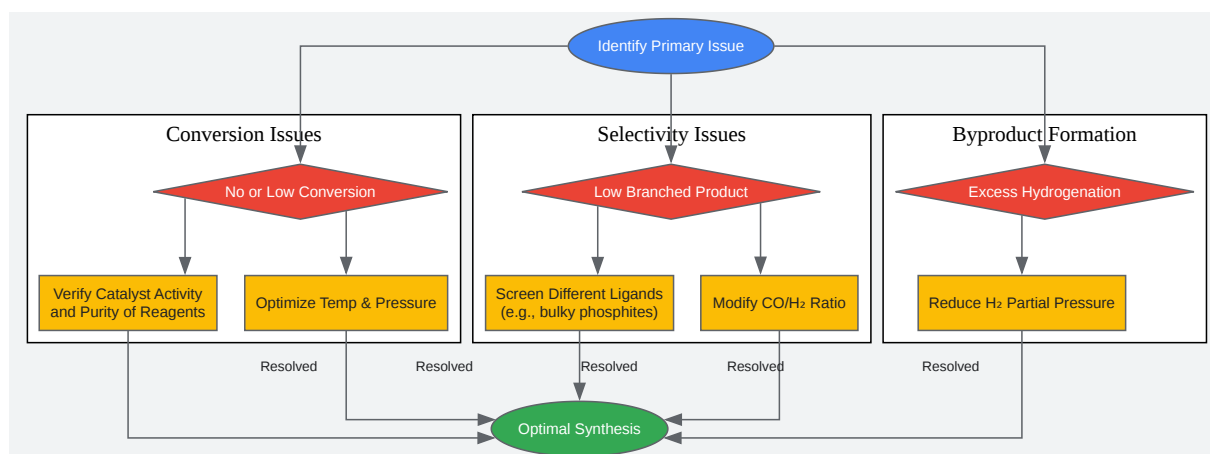 Identify Primary Issue
Conversion Issues
Selectivity Issues
Byproduct Formation
No or Low Conversion
Low Branched Product
Excess Hydrogenation
Verify Catalyst Activity
and Purity of Reagents
Optimize Temp & Pressure
Screen Different Ligands
(e.g., bulky phosphites)
Modify CO/H₂ Ratio
Reduce H₂ Partial Pressure
Resolved
Resolved
Resolved
Resolved
Resolved
Optimal Synthesis